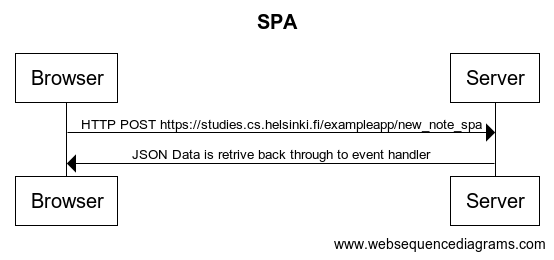 SPA
Browser
Server
HTTP POST https://studies.cs.helsinki.fi/exampleapp/new_note_spa
JSON Data is retrive back through to event handler
Browser
Server
www.websequencediagrams.com